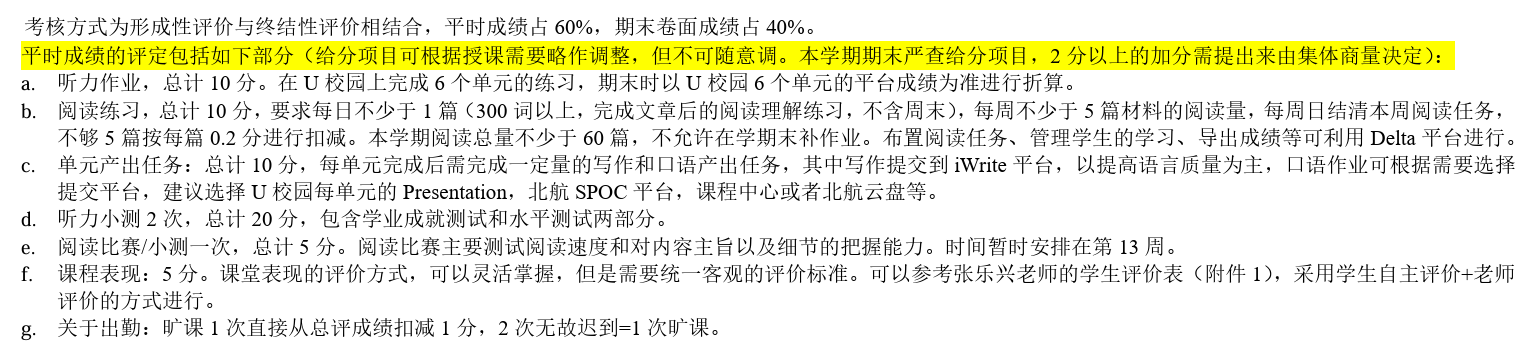 考核方式为形成性评价与终结性评价相结合，平时成绩占 60%，期末卷面成绩占 40%。
平时成绩的评定包括如下部分（给分项目可根据授课需要略作调整，但不可随意调。本学期期末严查给分项目，2 分以上的加分需提出来由集体商量决定）：
a. 听力作业，总计 10 分。在 U 校园上完成 6 个单元的练习，期末时以 U 校园 6 个单元的平台成绩为准进行折算。
b. 阅读练习，总计 10 分，要求每日不少于 1 篇（300 词以上，完成文章后的阅读理解练习，不含周末），每周不少于 5 篇材料的阅读量，每周日结清本周阅读任务，
不够 5 篇按每篇 0.2 分进行扣减。本学期阅读总量不少于 60 篇，不允许在学期末补作业。布置阅读任务、管理学生的学习、导出成绩等可利用 Delta 平台进行。
c. 单元产出任务：总计 10 分，每单元完成后需完成一定量的写作和口语产出任务，其中写作提交到 iWrite 平台，以提高语言质量为主，口语作业可根据需要选择
提交平台，建议选择 U 校园每单元的 Presentation，北航 SPOC 平台，课程中心或者北航云盘等。
d. 听力小测 2 次，总计 20 分，包含学业成就测试和水平测试两部分。
e. 阅读比赛/小测一次，总计 5 分。阅读比赛主要测试阅读速度和对内容主旨以及细节的把握能力。时间暂时安排在第 13 周。
f. 课程表现：5 分。课堂表现的评价方式，可以灵活掌握，但是需要统一客观的评价标准。可以参考张乐兴老师的学生评价表（附件 1），采用学生自主评价+老师
评价的方式进行。
g. 关于出勤：旷课 1 次直接从总评成绩扣减 1 分，2 次无故迟到=1 次旷课。